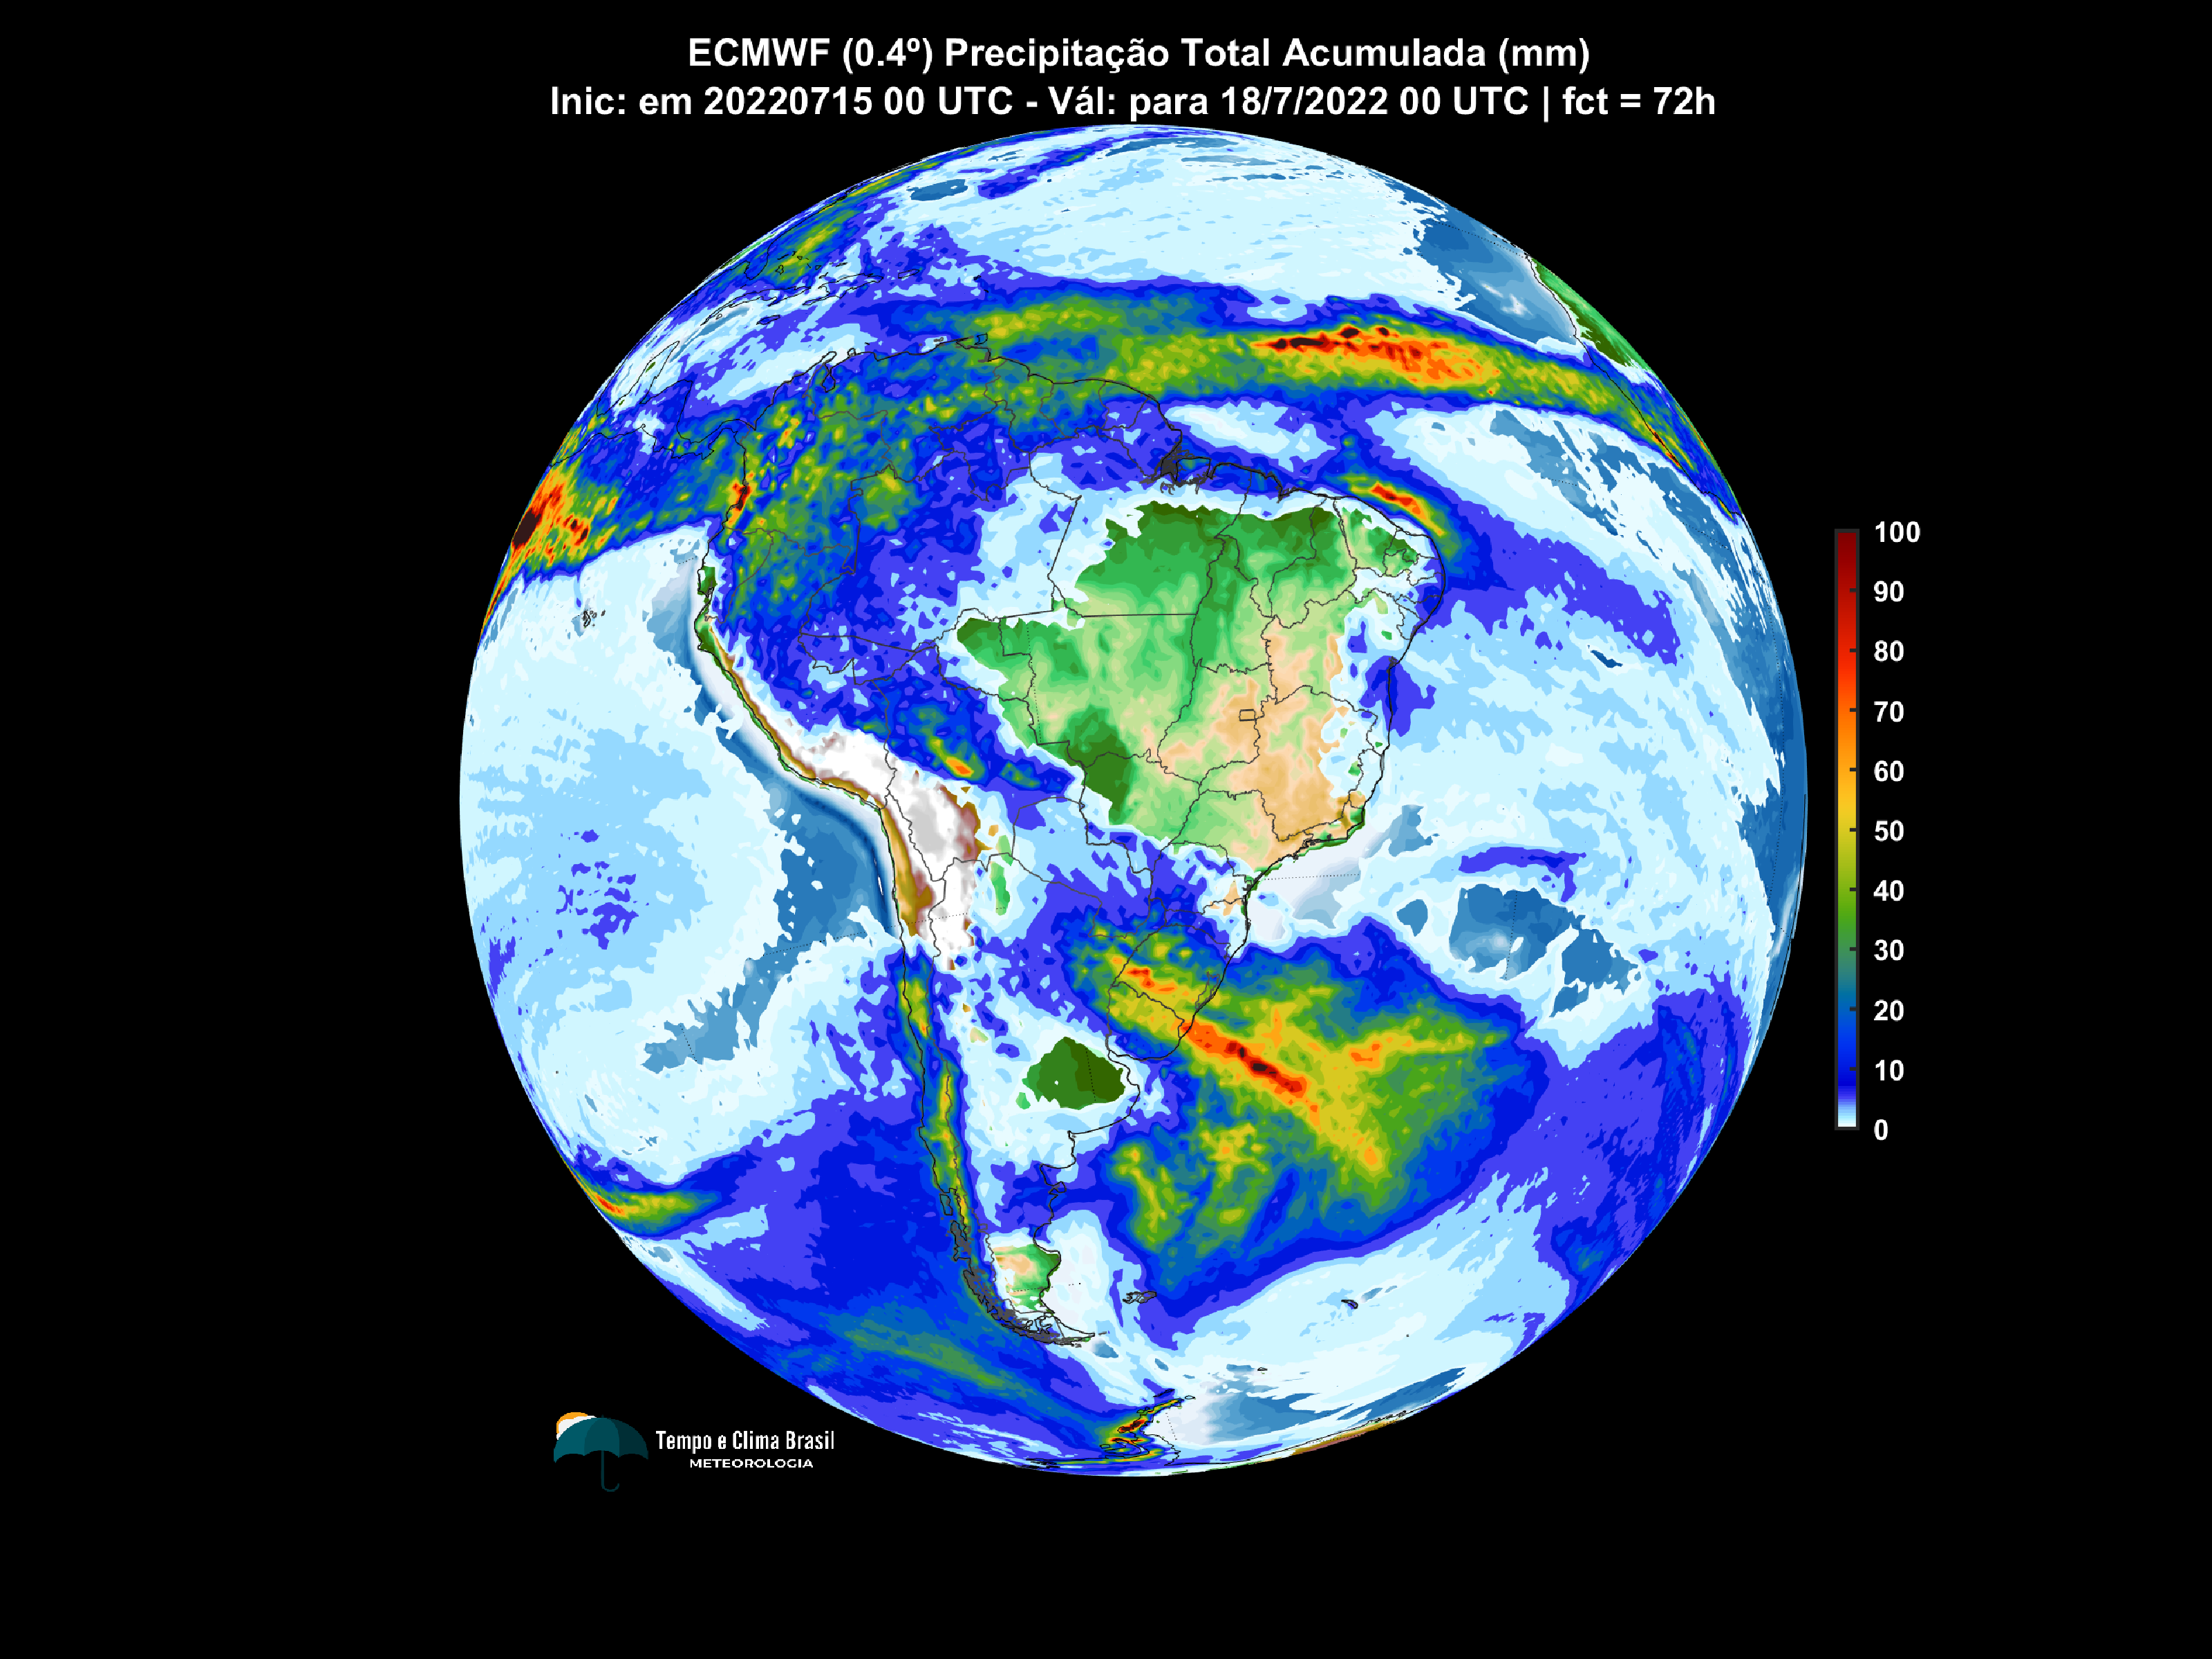 ECMWF (0.4º) Precipitação Total Acumulada (mm)
Inic: em 20220715 00 UTC - Vál: para 18/7/2022 00 UTC | fct = 72h
100
90
80
70
60
50
40
30
20
10
0
Tempo e Clima Brasil
METEOROLOGIA